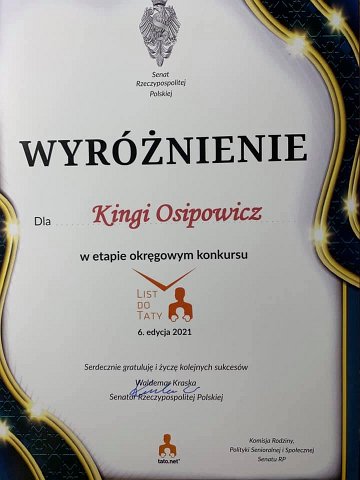 Senat
Rzeczypospolitej
Polskiej
WYRÓŻNIENIE
Dla Kingi Osipowicz
w etapie okręgowym konkursu
LIST
DO
TATY
6. edycja 2021
Serdecznie gratuluję i życzę kolejnych sukcesów
Waldemar Kraska
Senator Rzeczypospolitej Polskiej
tato.net
Komisja Rodziny,
Polityki Senioralnej i Społecznej
Senatu RP